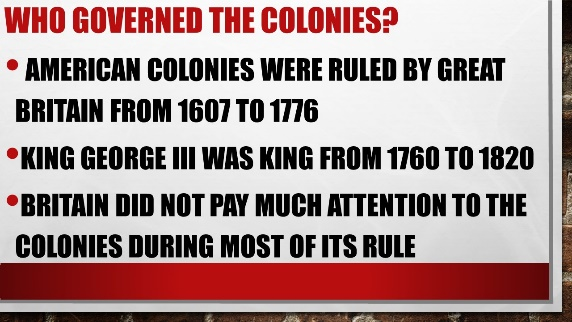 WHO GOVERNED THE COLONIES?
• AMERICAN COLONIES WERE RULED BY GREAT
BRITAIN FROM 1607 TO 1776
•KING GEORGE III WAS KING FROM 1760 TO 1820
•BRITAIN DID NOT PAY MUCH ATTENTION TO THE
COLONIES DURING MOST OF ITS RULE